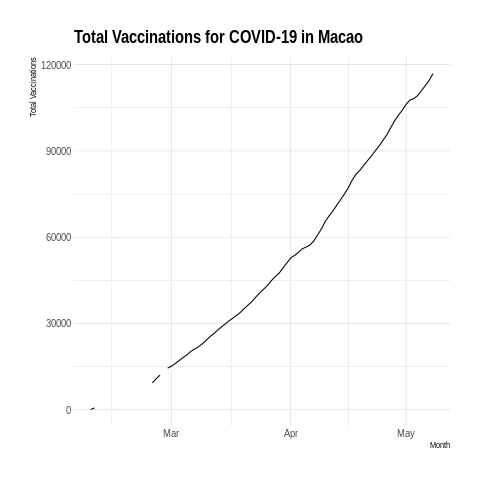 Total Vaccinations for COVID-19 in Macao
Total Vaccinations
120000
90000
60000
30000
0
Mar
Apr
May
Month